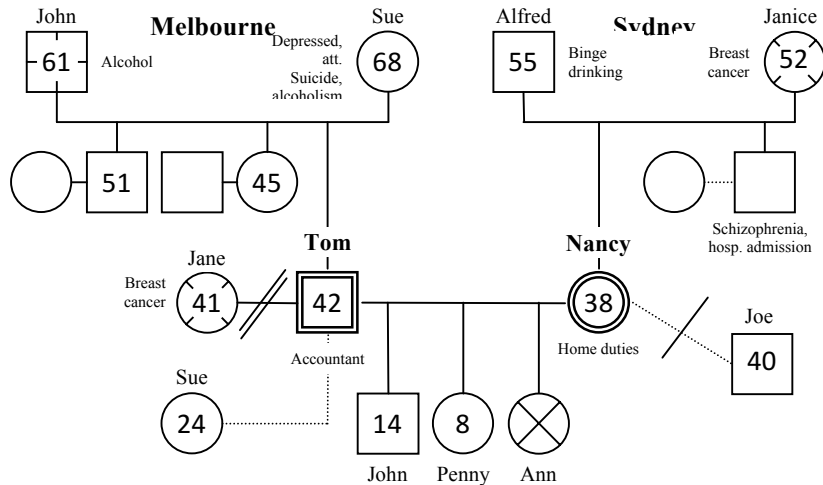 John
Melbourne
Sue
Alfred
Sydney
Janice
61
Alcohol
Depressed,
att.
Suicide,
alcoholism
68
55
Binge
drinking
Breast
cancer
52
51
45
Schizophrenia,
hosp. admission
Tom
Nancy
Jane
Breast
cancer
41
42
38
Joe
Accountant
Home duties
40
Sue
24
14
8
John
Penny
Ann